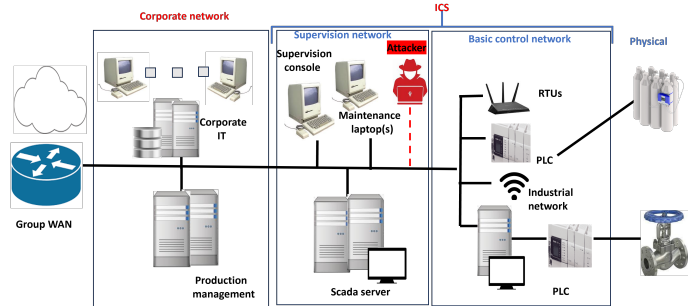 ICS
Corporate network
Supervision network
Basic control network
Physical
Supervision
console
Attacker
Maintenance
laptop(s)
RTUs
Corporate
IT
PLC
Industrial
network
Group WAN
Production
management
Scada server
PLC